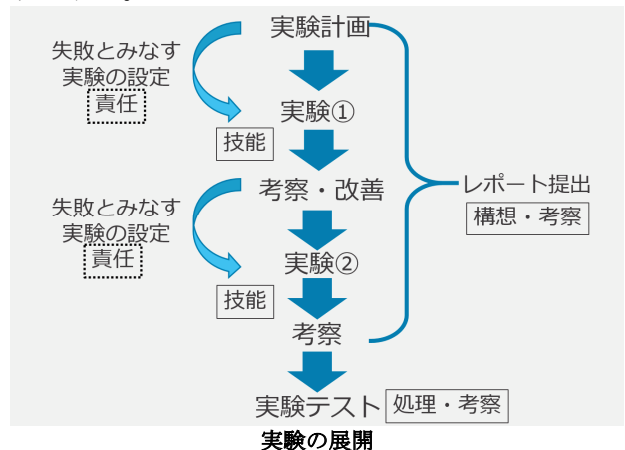 実験計画
失敗とみなす
実験の設定
責任
実験①
技能
考察・改善
レポート提出
構想・考察
失敗とみなす
実験の設定
責任
実験②
技能
考察
実験テスト
処理・考察
実験の展開